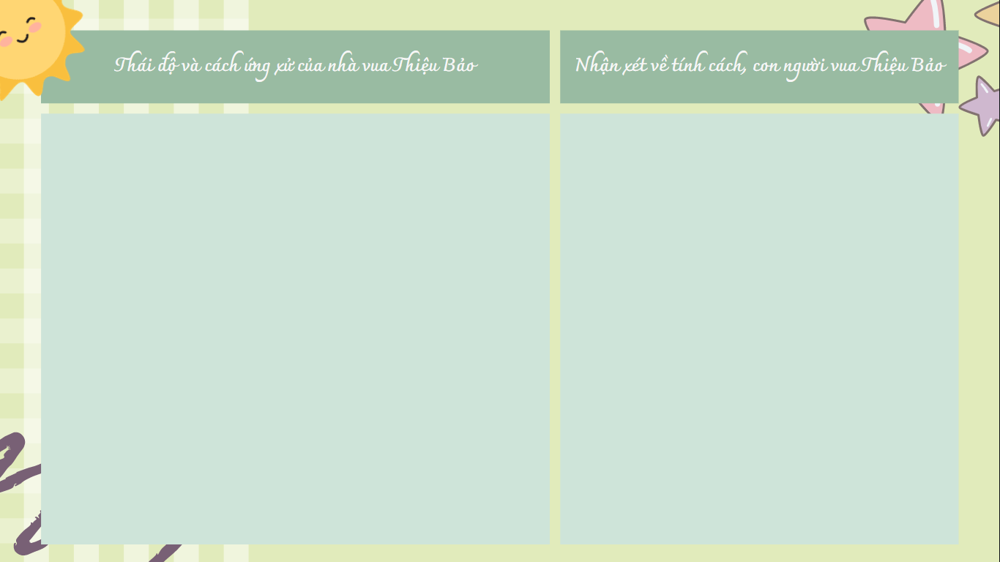 Thái độ và cách ứng xử của nhà vua Thiệu Bảo
Nhận xét về tính cách, con người vua Thiệu Bảo